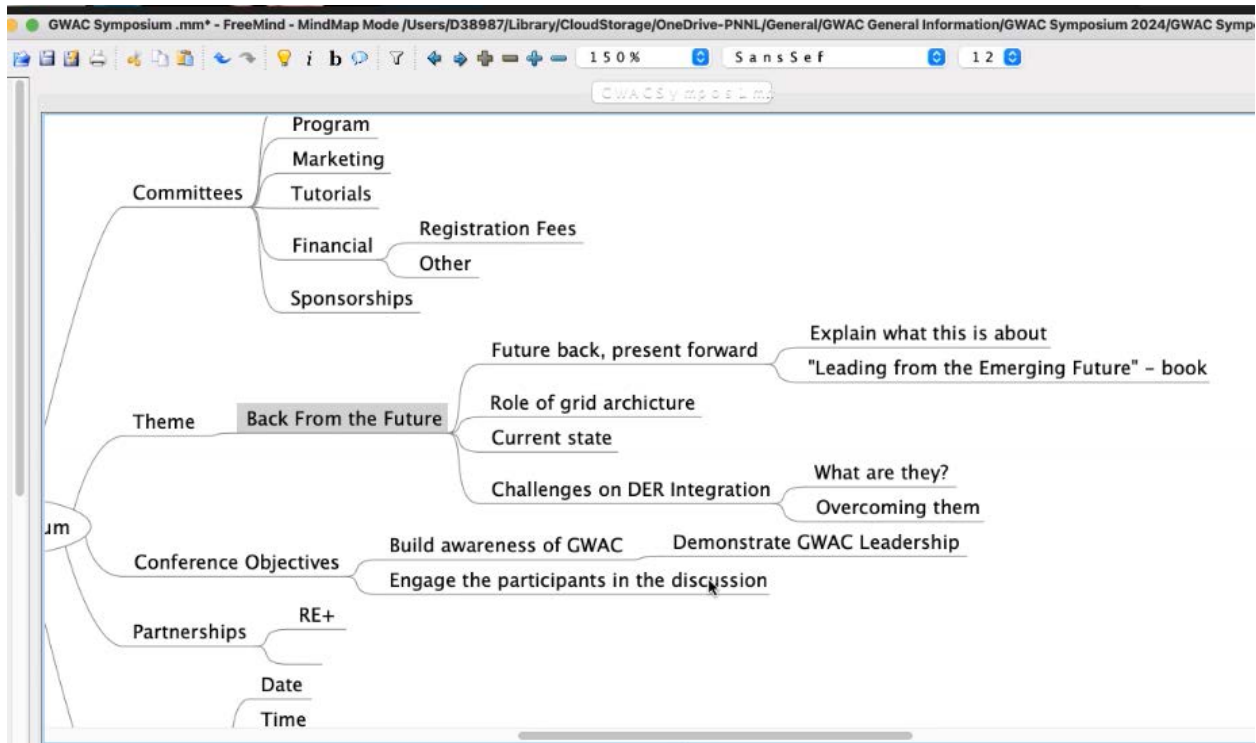 GWAC Symposium .mm* - FreeMind - MindMap Mode /Users/D38987/Library/CloudStorage/OneDrive-PNNL/General/GWAC General Information/GWAC Symposium 2024/GWAC Symp
150% SansSef 12
Program
Marketing
Committees
Tutorials
Registration Fees
Financial
Other
Sponsorships
Explain what this is about
Future back, present forward
"Leading from the Emerging Future" – book
Role of grid archicture
Theme
Back From the Future
Current state
What are they?
Challenges on DER Integration
Overcoming them
um
Build awareness of GWAC
Demonstrate GWAC Leadership
Conference Objectives
Engage the participants in the discussion
RE+
Partnerships
Date
Time